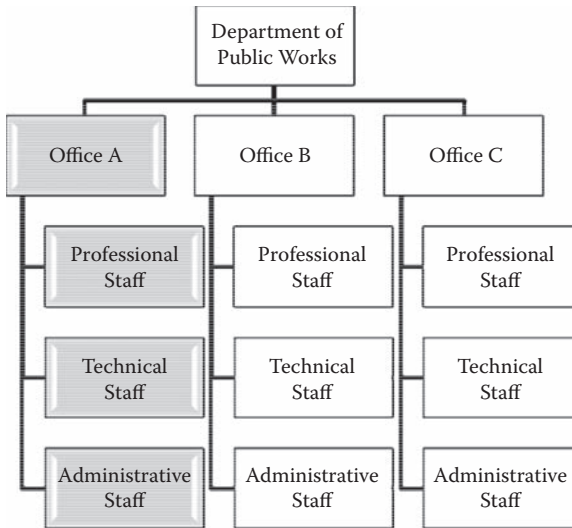 Department of
Public Works
Office A
Office B
Office C
Professional
Staff
Professional
Staff
Professional
Staff
Technical
Staff
Technical
Staff
Technical
Staff
Administrative
Staff
Administrative
Staff
Administrative
Staff